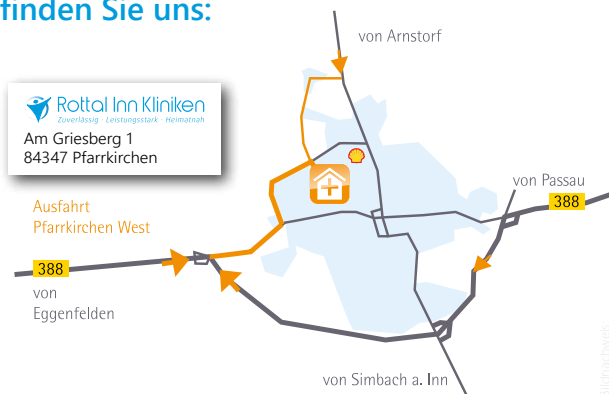 finden Sie uns:
von Arnstorf
Rottal Inn Kliniken
Zuverlässig · Leistungsstark · Heimatnah
Am Griesberg 1
84347 Pfarrkirchen
von Passau
388
Ausfahrt
Pfarrkirchen West
388
von
Eggenfelden
von Simbach a. Inn
Bildnachweis: